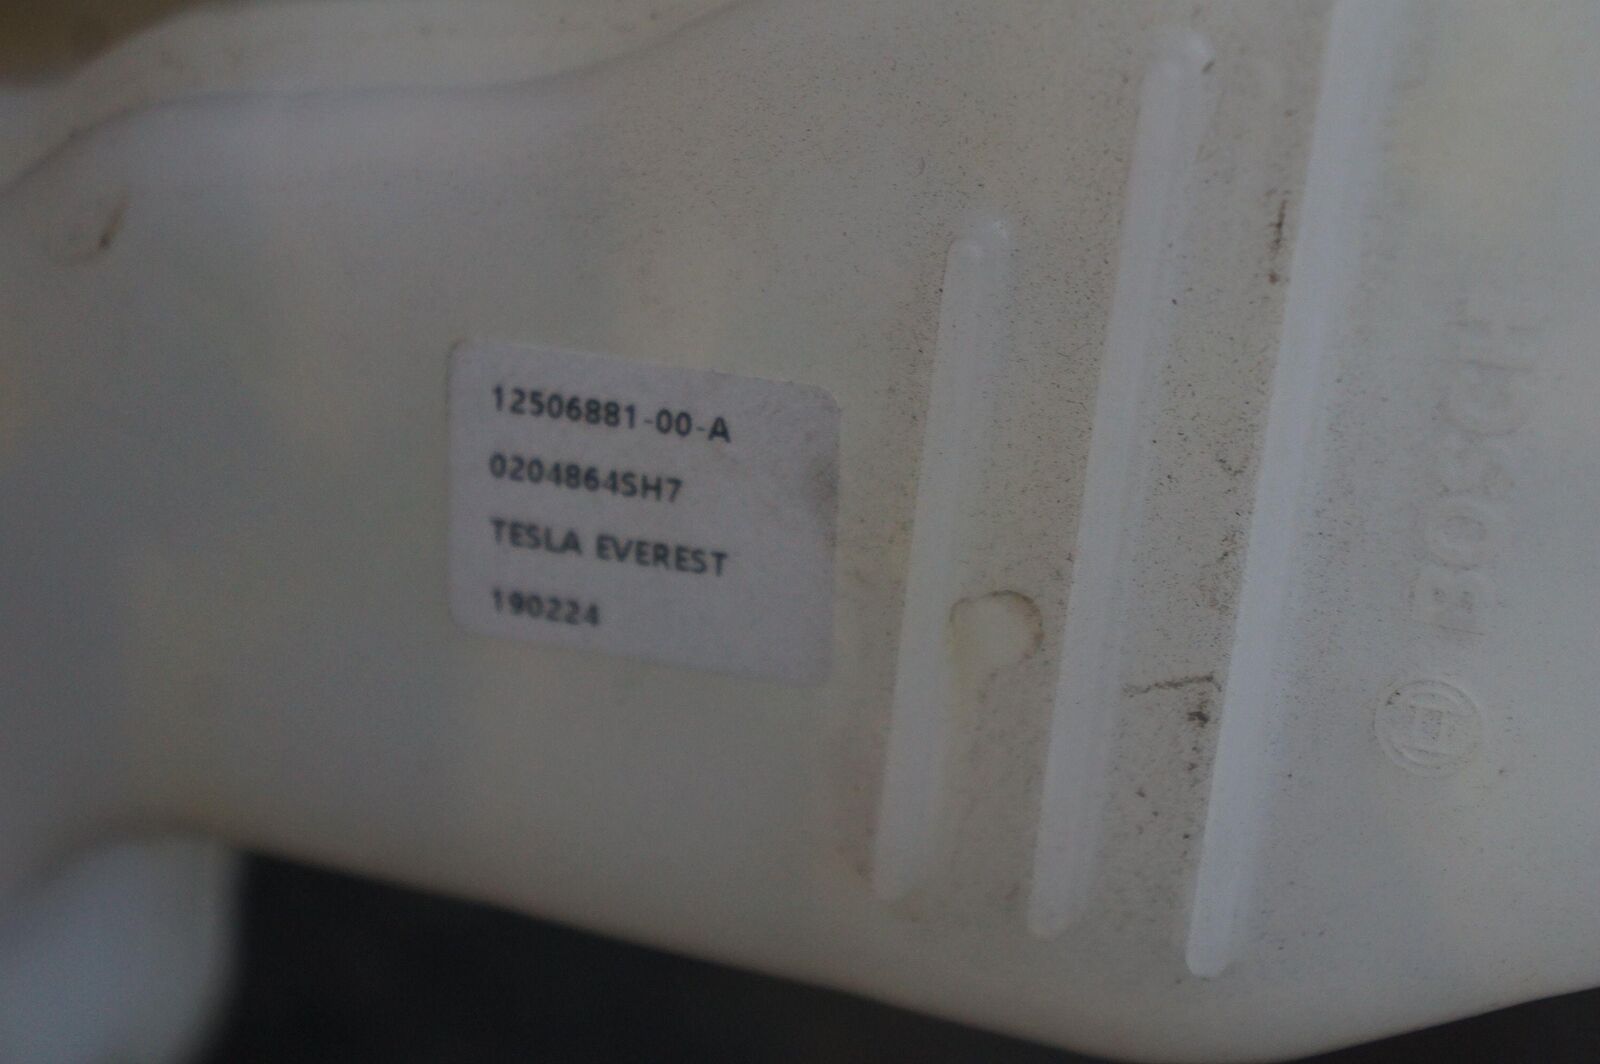 12506881-00-A
0204864SH7
TESLA EVEREST
190224
BOSCH